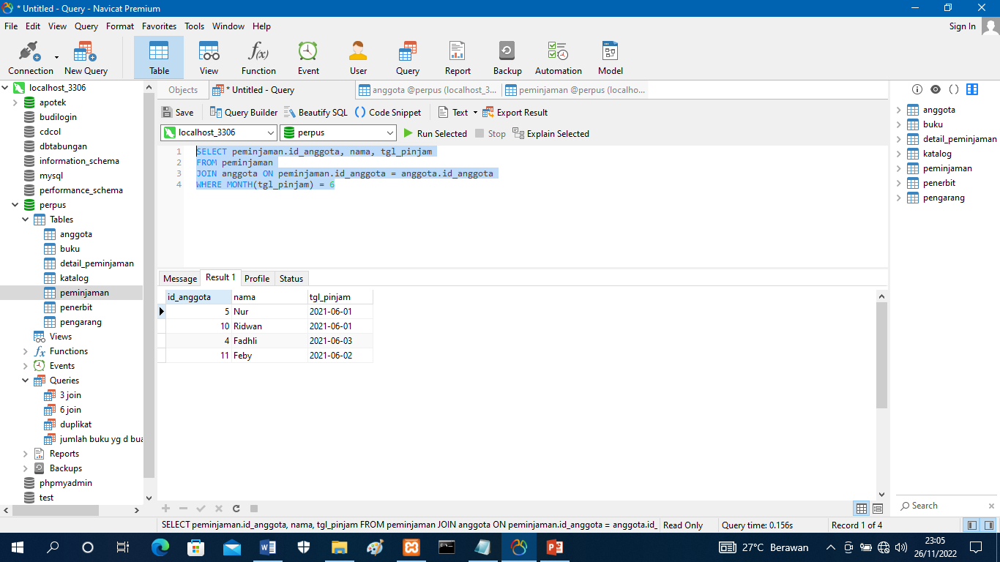 * Untitled - Query - Navicat Premium
File Edit View Query Format Favorites Tools Window Help Sign In
Connection New Query Table View Function Event User Query Report Backup Automation Model
f(x)
localhost_3306
apotek
budilogin
cdcol
dbtabungan
information_schema
mysql
performance_schema
perpus
Tables
anggota
buku
detail_peminjaman
katalog
peminjaman
penerbit
pengarang
Views
fx Functions
Events
Queries
3 join
6 join
duplikat
jumlah buku yg d bua
Reports
Backups
phpmyadmin
test
Objects * Untitled - Query anggota @perpus (localhost_3... peminjaman @perpus (localho...
Save Query Builder Beautify SQL () Code Snippet Text Export Result
localhost_3306 perpus Run Selected Stop Explain Selected
1 SELECT peminjaman.id_anggota, nama, tgl_pinjam
2 FROM peminjaman
3 JOIN anggota ON peminjaman.id_anggota = anggota.id_anggota
4 WHERE MONTH(tgl_pinjam) = 6
Message Result 1 Profile Status
id_anggota nama tgl_pinjam
5 Nur 2021-06-01
10 Ridwan 2021-06-01
4 Fadhli 2021-06-03
11 Feby 2021-06-02
()
anggota
buku
detail_peminjaman
katalog
peminjaman
penerbit
pengarang
Search
SELECT peminjaman.id_anggota, nama, tgl_pinjam FROM peminjaman JOIN anggota ON peminjaman.id_anggota = anggota.id_ Read Only Query time: 0.156s Record 1 of 4
27°C Berawan 23:05
26/11/2022